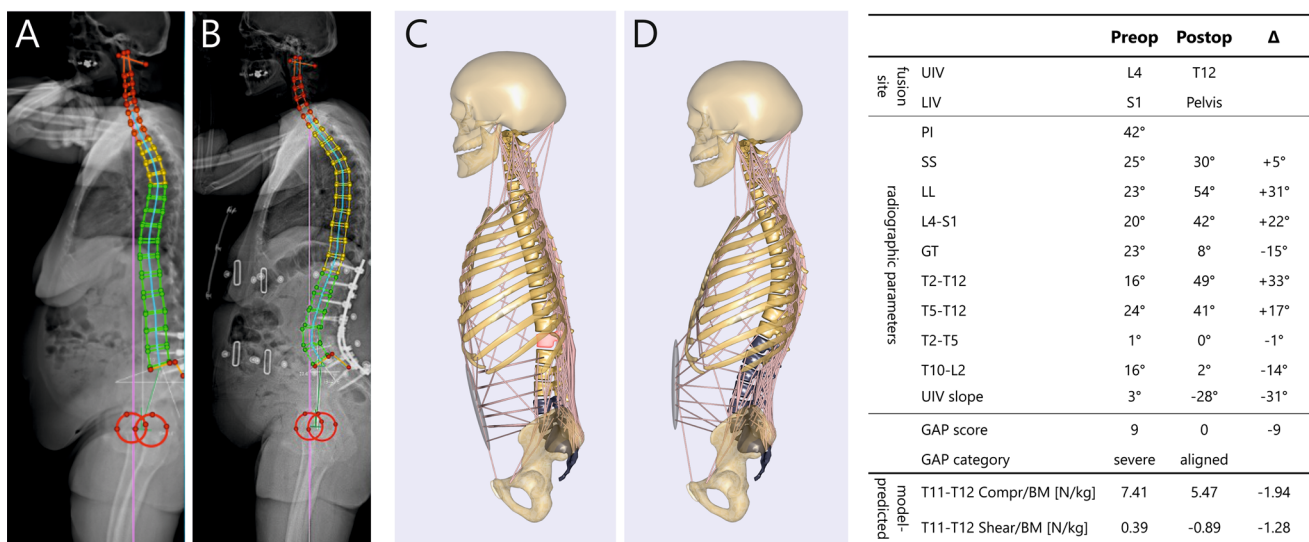 A
B
C
D
Preop Postop Δ
fusion site
UIV L4 T12
LIV S1 Pelvis
radiographic parameters
PI 42°
SS 25° 30° +5°
LL 23° 54° +31°
L4-S1 20° 42° +22°
GT 23° 8° -15°
T2-T12 16° 49° +33°
T5-T12 24° 41° +17°
T2-T5 1° 0° -1°
T10-L2 16° 2° -14°
UIV slope 3° -28° -31°
GAP score 9 0 -9
GAP category severe aligned
model-predicted
T11-T12 Compr/BM [N/kg] 7.41 5.47 -1.94
T11-T12 Shear/BM [N/kg] 0.39 -0.89 -1.28